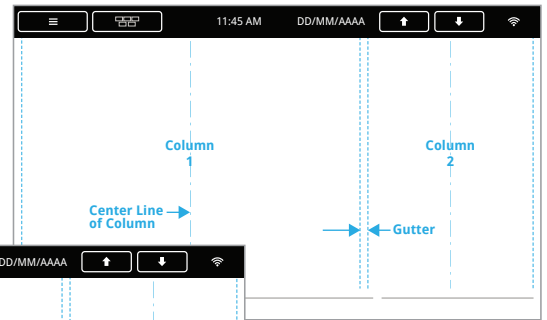 11:45 AM DD/MM/AAAA
Column
1
Column
2
Center Line
of Column
Gutter
DD/MM/AAAA